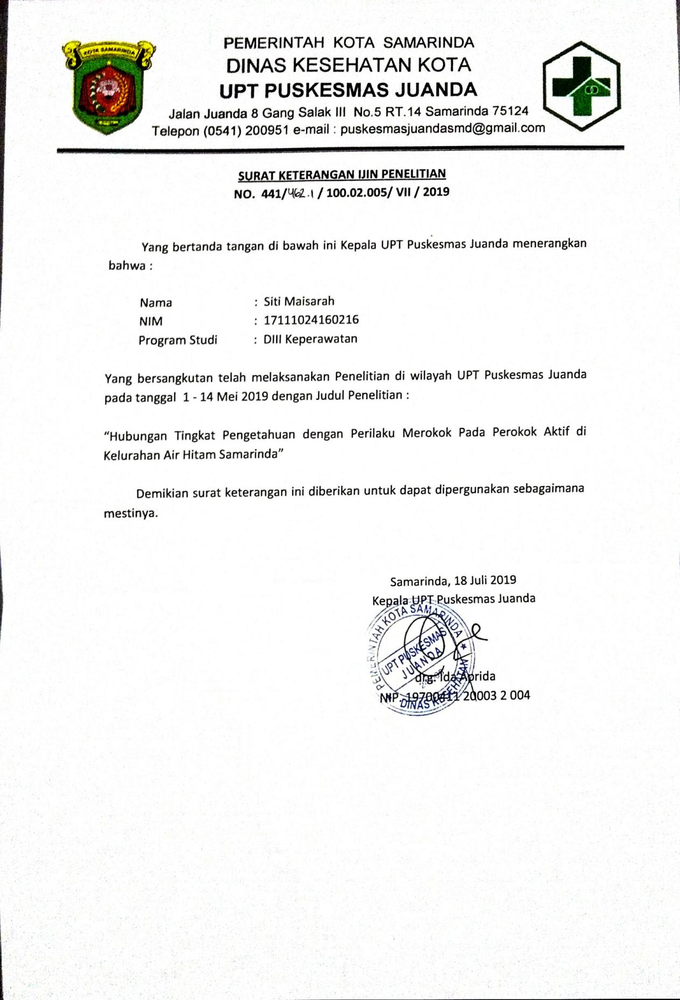 KOTA SAMARINDA
PEMERINTAH KOTA SAMARINDA
DINAS KESEHATAN KOTA
UPT PUSKESMAS JUANDA
Jalan Juanda 8 Gang Salak III No.5 RT.14 Samarinda 75124
Telepon (0541) 200951 e-mail : puskesmasjuandasmd@gmail.com
SURAT KETERANGAN IJIN PENELITIAN
NO. 441/462.1 / 100.02.005/ VII / 2019
Yang bertanda tangan di bawah ini Kepala UPT Puskesmas Juanda menerangkan
bahwa :
Nama : Siti Maisarah
NIM : 17111024160216
Program Studi : DIII Keperawatan
Yang bersangkutan telah melaksanakan Penelitian di wilayah UPT Puskesmas Juanda
pada tanggal 1 - 14 Mei 2019 dengan Judul Penelitian :
“Hubungan Tingkat Pengetahuan dengan Perilaku Merokok Pada Perokok Aktif di
Kelurahan Air Hitam Samarinda”
Demikian surat keterangan ini diberikan untuk dapat dipergunakan sebagaimana
mestinya.
Samarinda, 18 Juli 2019
Kepala UPT Puskesmas Juanda
PEMERINTAH KOTA SAMARINDA
UPT PUSKESMAS
JUANDA
DINAS KESEHATAN
drg. Ida Aprida
NIP. 19700411 20003 2 004